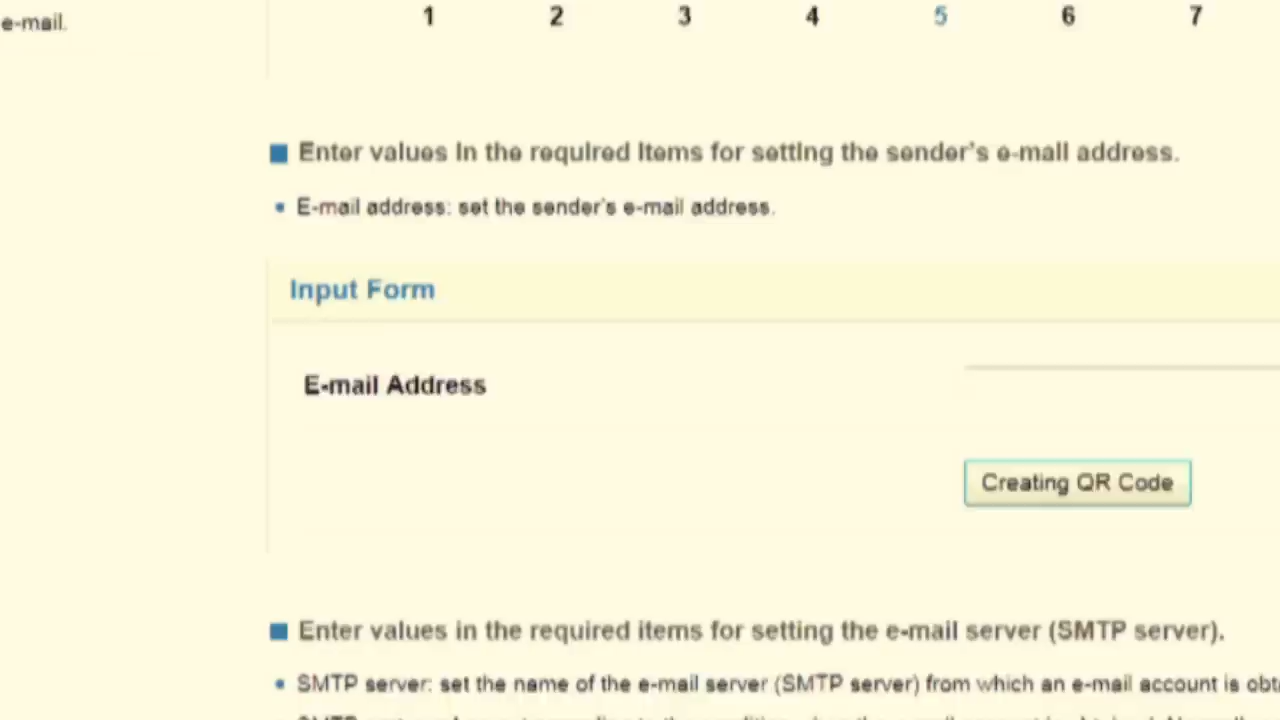 e-mail.
1 2 3 4 5 6 7
Enter values in the required items for setting the sender's e-mail address.
E-mail address: set the sender's e-mail address.
Input Form
E-mail Address
Creating QR Code
Enter values in the required items for setting the e-mail server (SMTP server).
SMTP server: set the name of the e-mail server (SMTP server) from which an e-mail account is